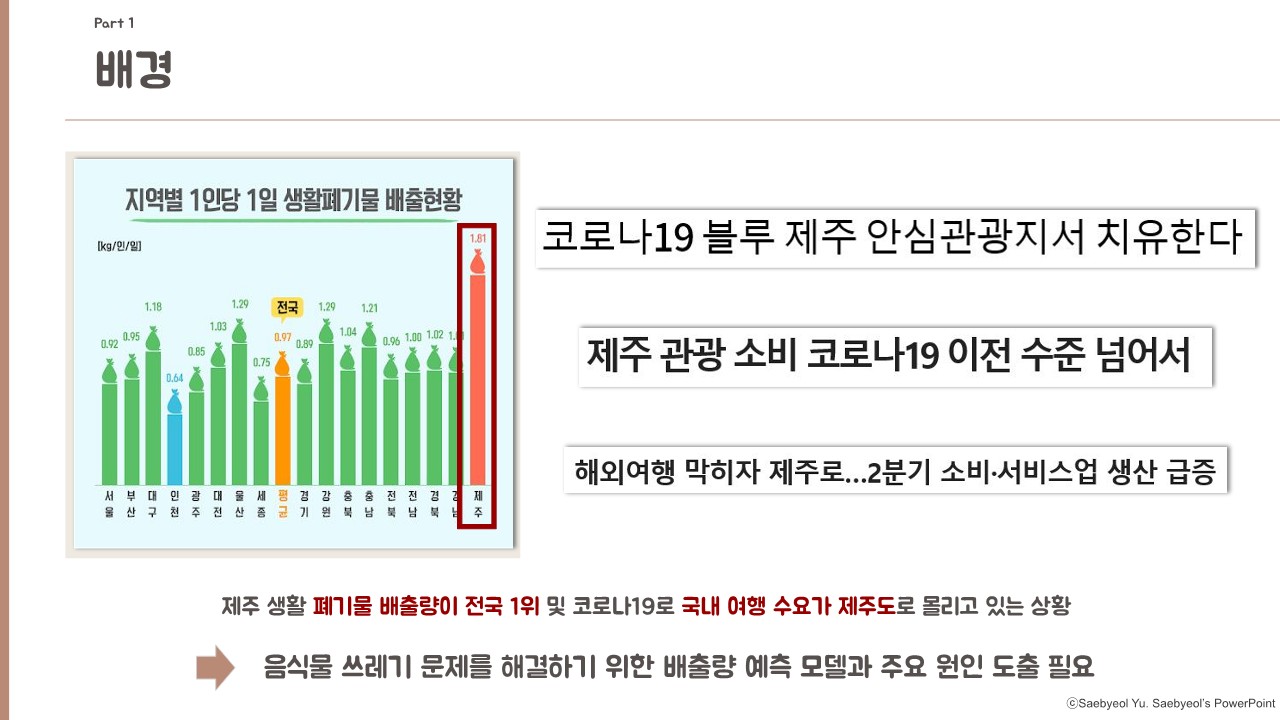 Part 1
배경
지역별 1인당 1일 생활폐기물 배출현황
[kg/인/일]
0.92 0.95 1.18 0.64 0.85 1.03 1.29 0.75 전국 0.97 0.89 1.29 1.04 1.21 0.96 1.00 1.02 1.81
서울 부산 대구 인천 광주 대전 울산 세종 평균 경기 강원 충북 충남 전북 전남 경북 제주
코로나19 블루 제주 안심관광지서 치유한다
제주 관광 소비 코로나19 이전 수준 넘어서
해외여행 막히자 제주로...2분기 소비·서비스업 생산 급증
제주 생활 폐기물 배출량이 전국 1위 및 코로나19로 국내 여행 수요가 제주도로 몰리고 있는 상황
음식물 쓰레기 문제를 해결하기 위한 배출량 예측 모델과 주요 원인 도출 필요
ⓒSaebyeol Yu. Saebyeol's PowerPoint